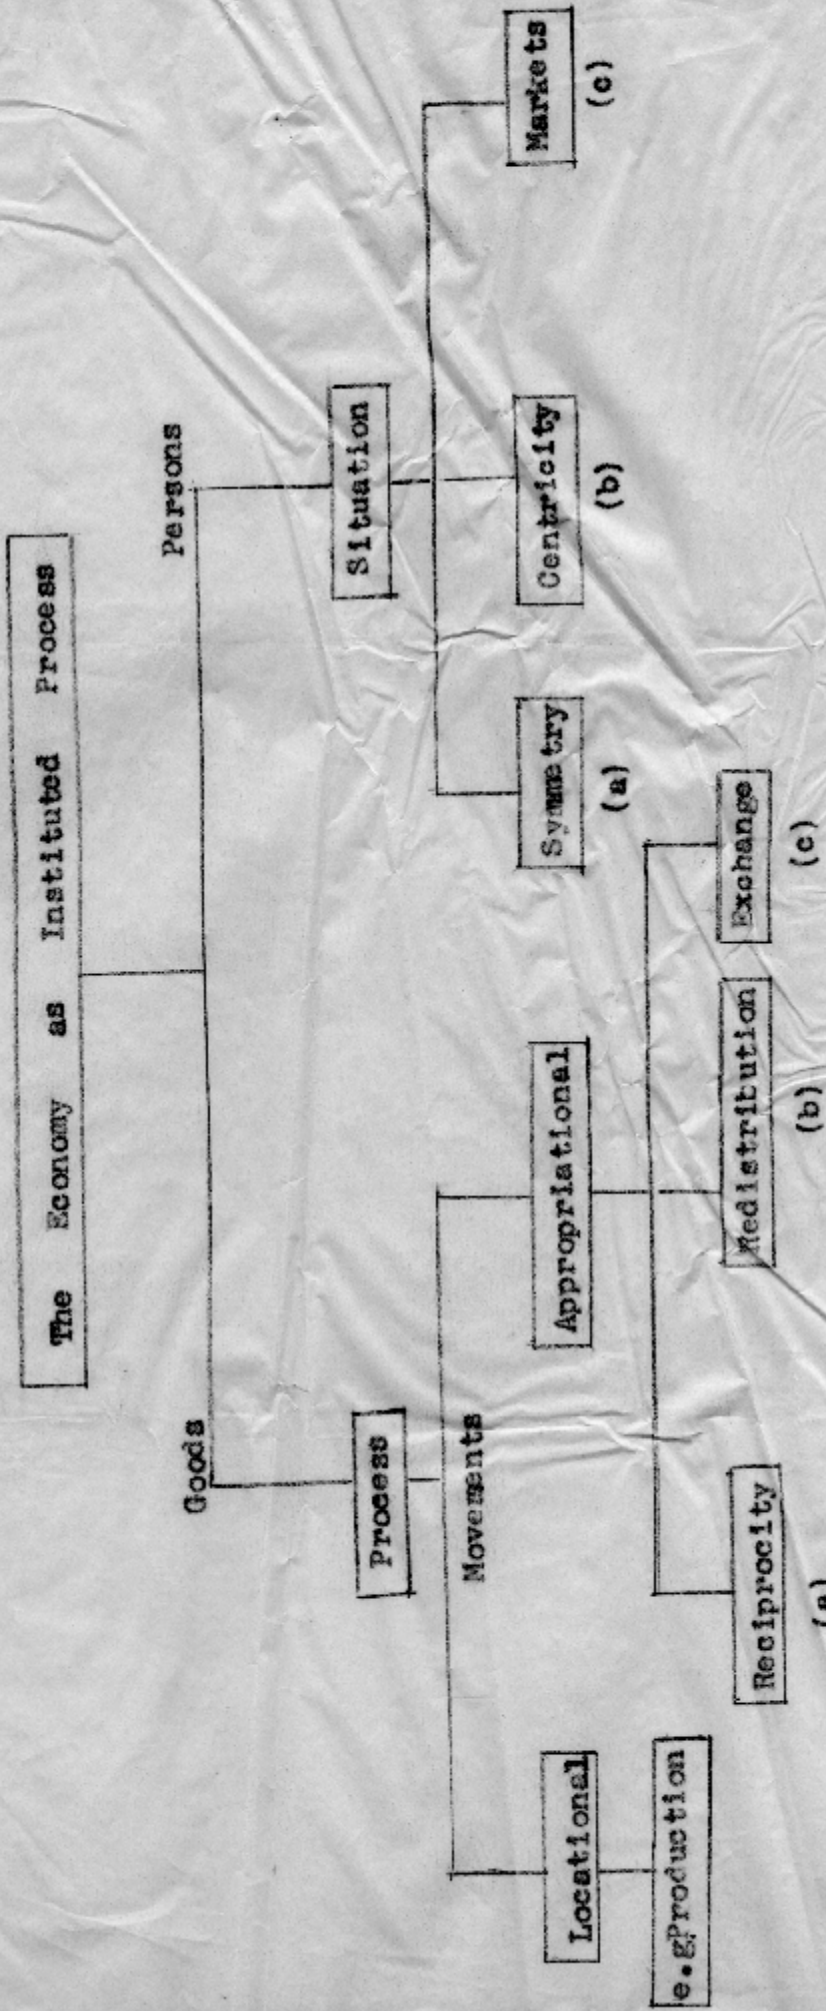 The Economy as Instituted Process
Goods
Persons
Process
Situation
Movements
Symmetry
(a)
Centricity
(b)
Markets
(c)
Locational
Appropriational
e.g.Production
Reciprocity
(a)
Redistribution
(b)
Exchange
(c)